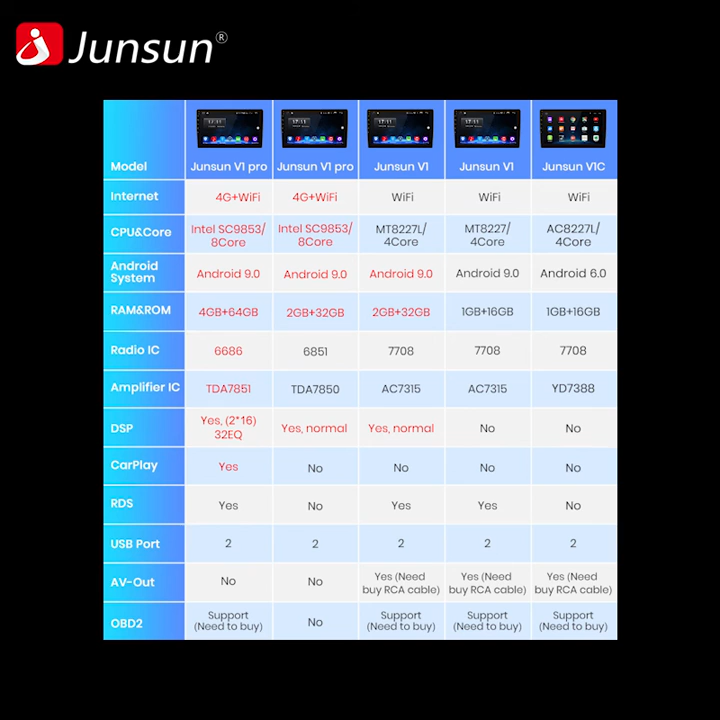 Junsun®
Model Junsun V1 pro Junsun V1 pro Junsun V1 Junsun V1 Junsun V1C
Internet 4G+WiFi 4G+WiFi WiFi WiFi WiFi
CPU&Core Intel SC9853/ 8Core Intel SC9853/ 8Core MT8227L/ 4Core MT8227/ 4Core AC8227L/ 4Core
Android System Android 9.0 Android 9.0 Android 9.0 Android 9.0 Android 6.0
RAM&ROM 4GB+64GB 2GB+32GB 2GB+32GB 1GB+16GB 1GB+16GB
Radio IC 6686 6851 7708 7708 7708
Amplifier IC TDA7851 TDA7850 AC7315 AC7315 YD7388
DSP Yes, (2*16) 32EQ Yes, normal Yes, normal No No
CarPlay Yes No No No No
RDS Yes No Yes Yes No
USB Port 2 2 2 2 2
AV-Out No No Yes (Need buy RCA cable) Yes (Need buy RCA cable) Yes (Need buy RCA cable)
OBD2 Support (Need to buy) No Support (Need to buy) Support (Need to buy) Support (Need to buy)